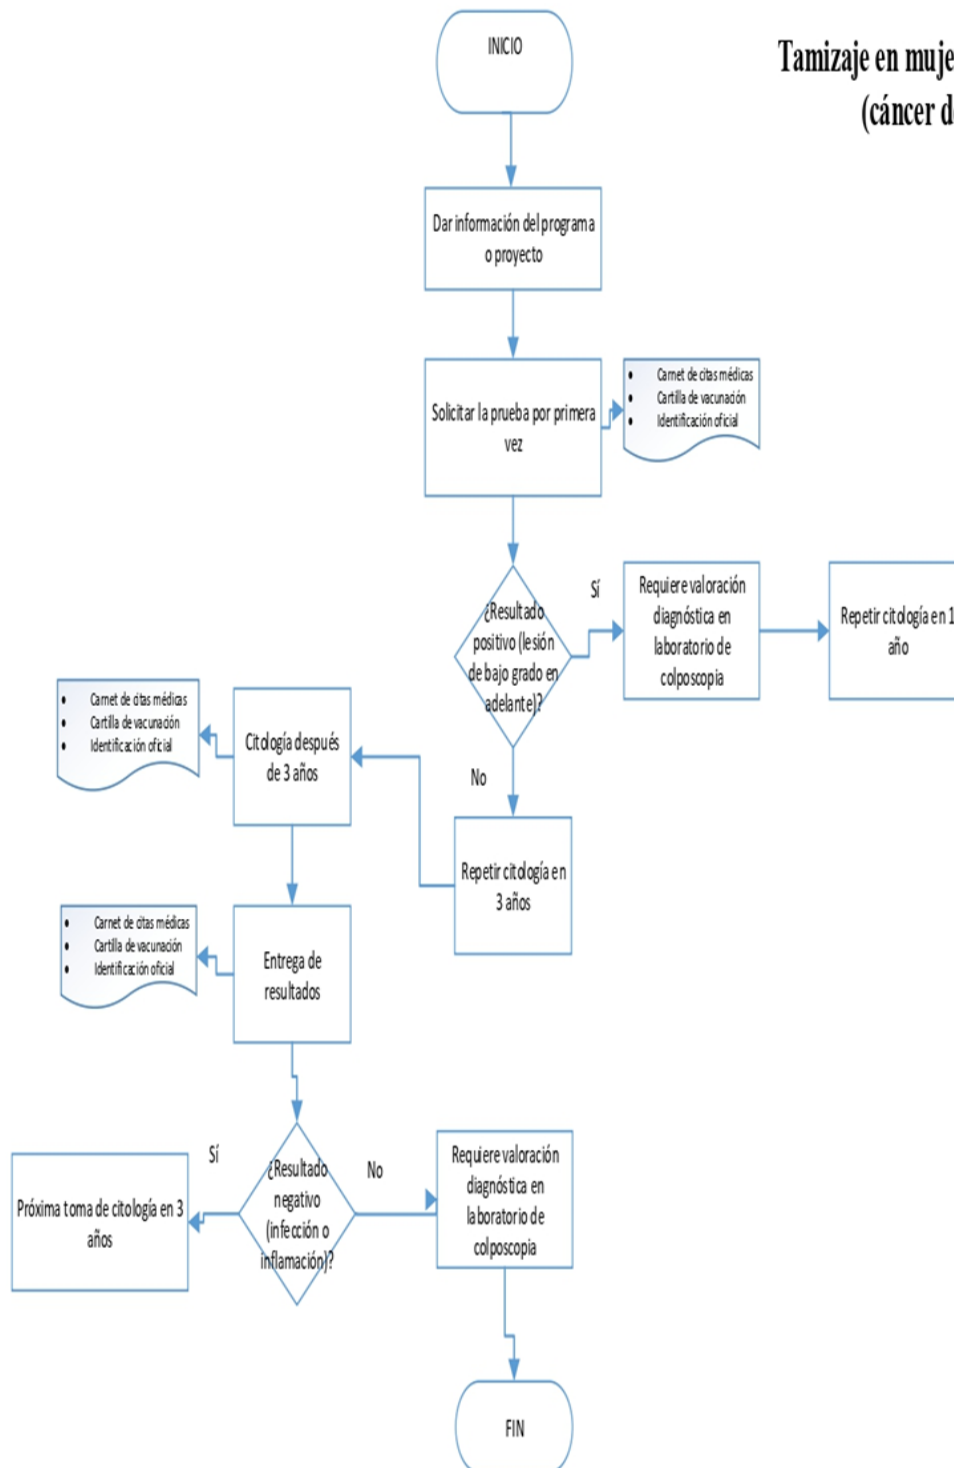 INICIO
Tamizaje en muje
(cáncer d
Dar información del programa
o proyecto
Solicitar la prueba por primera
vez
• Carnet de citas médicas
• Cartilla de vacunación
• Identificación oficial
¿Resultado
positivo (lesión
de bajo grado en
adelante)?
Sí
Requiere valoración
diagnóstica en
laboratorio de
colposcopia
Repetir citología en 1
año
No
Repetir citología en
3 años
Citología después
de 3 años
• Carnet de citas médicas
• Cartilla de vacunación
• Identificación oficial
Entrega de
resultados
• Carnet de citas médicas
• Cartilla de vacunación
• Identificación oficial
¿Resultado
negativo
(infección o
inflamación)?
Sí
Próxima toma de citología en 3
años
No
Requiere valoración
diagnóstica en
laboratorio de
colposcopia
FIN